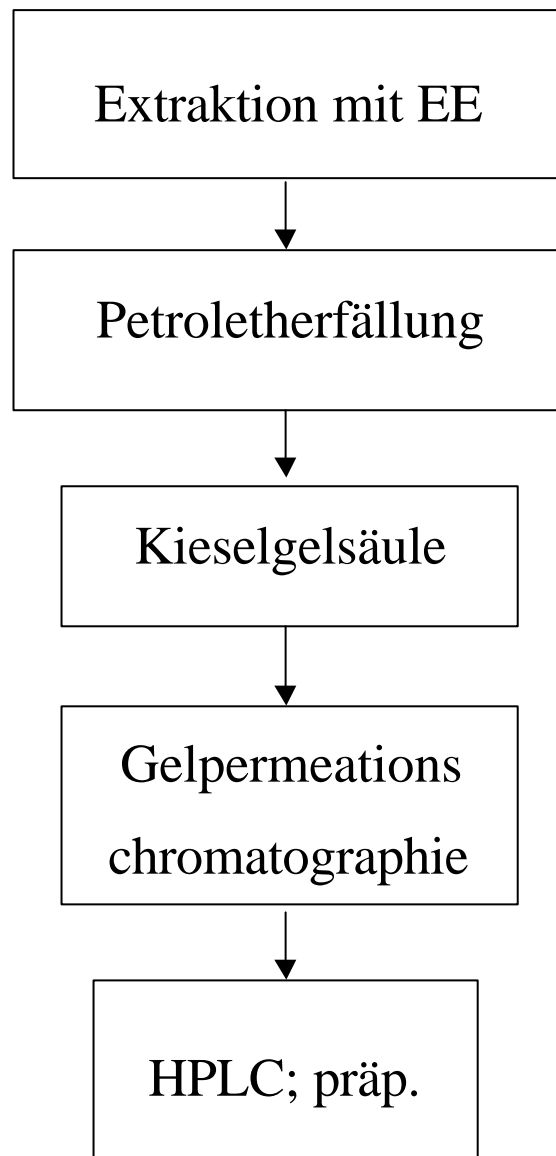 Extraktion mit EE
Petroletherfällung
Kieselgelsäule
Gelpermeations
chromatographie
HPLC; präp.